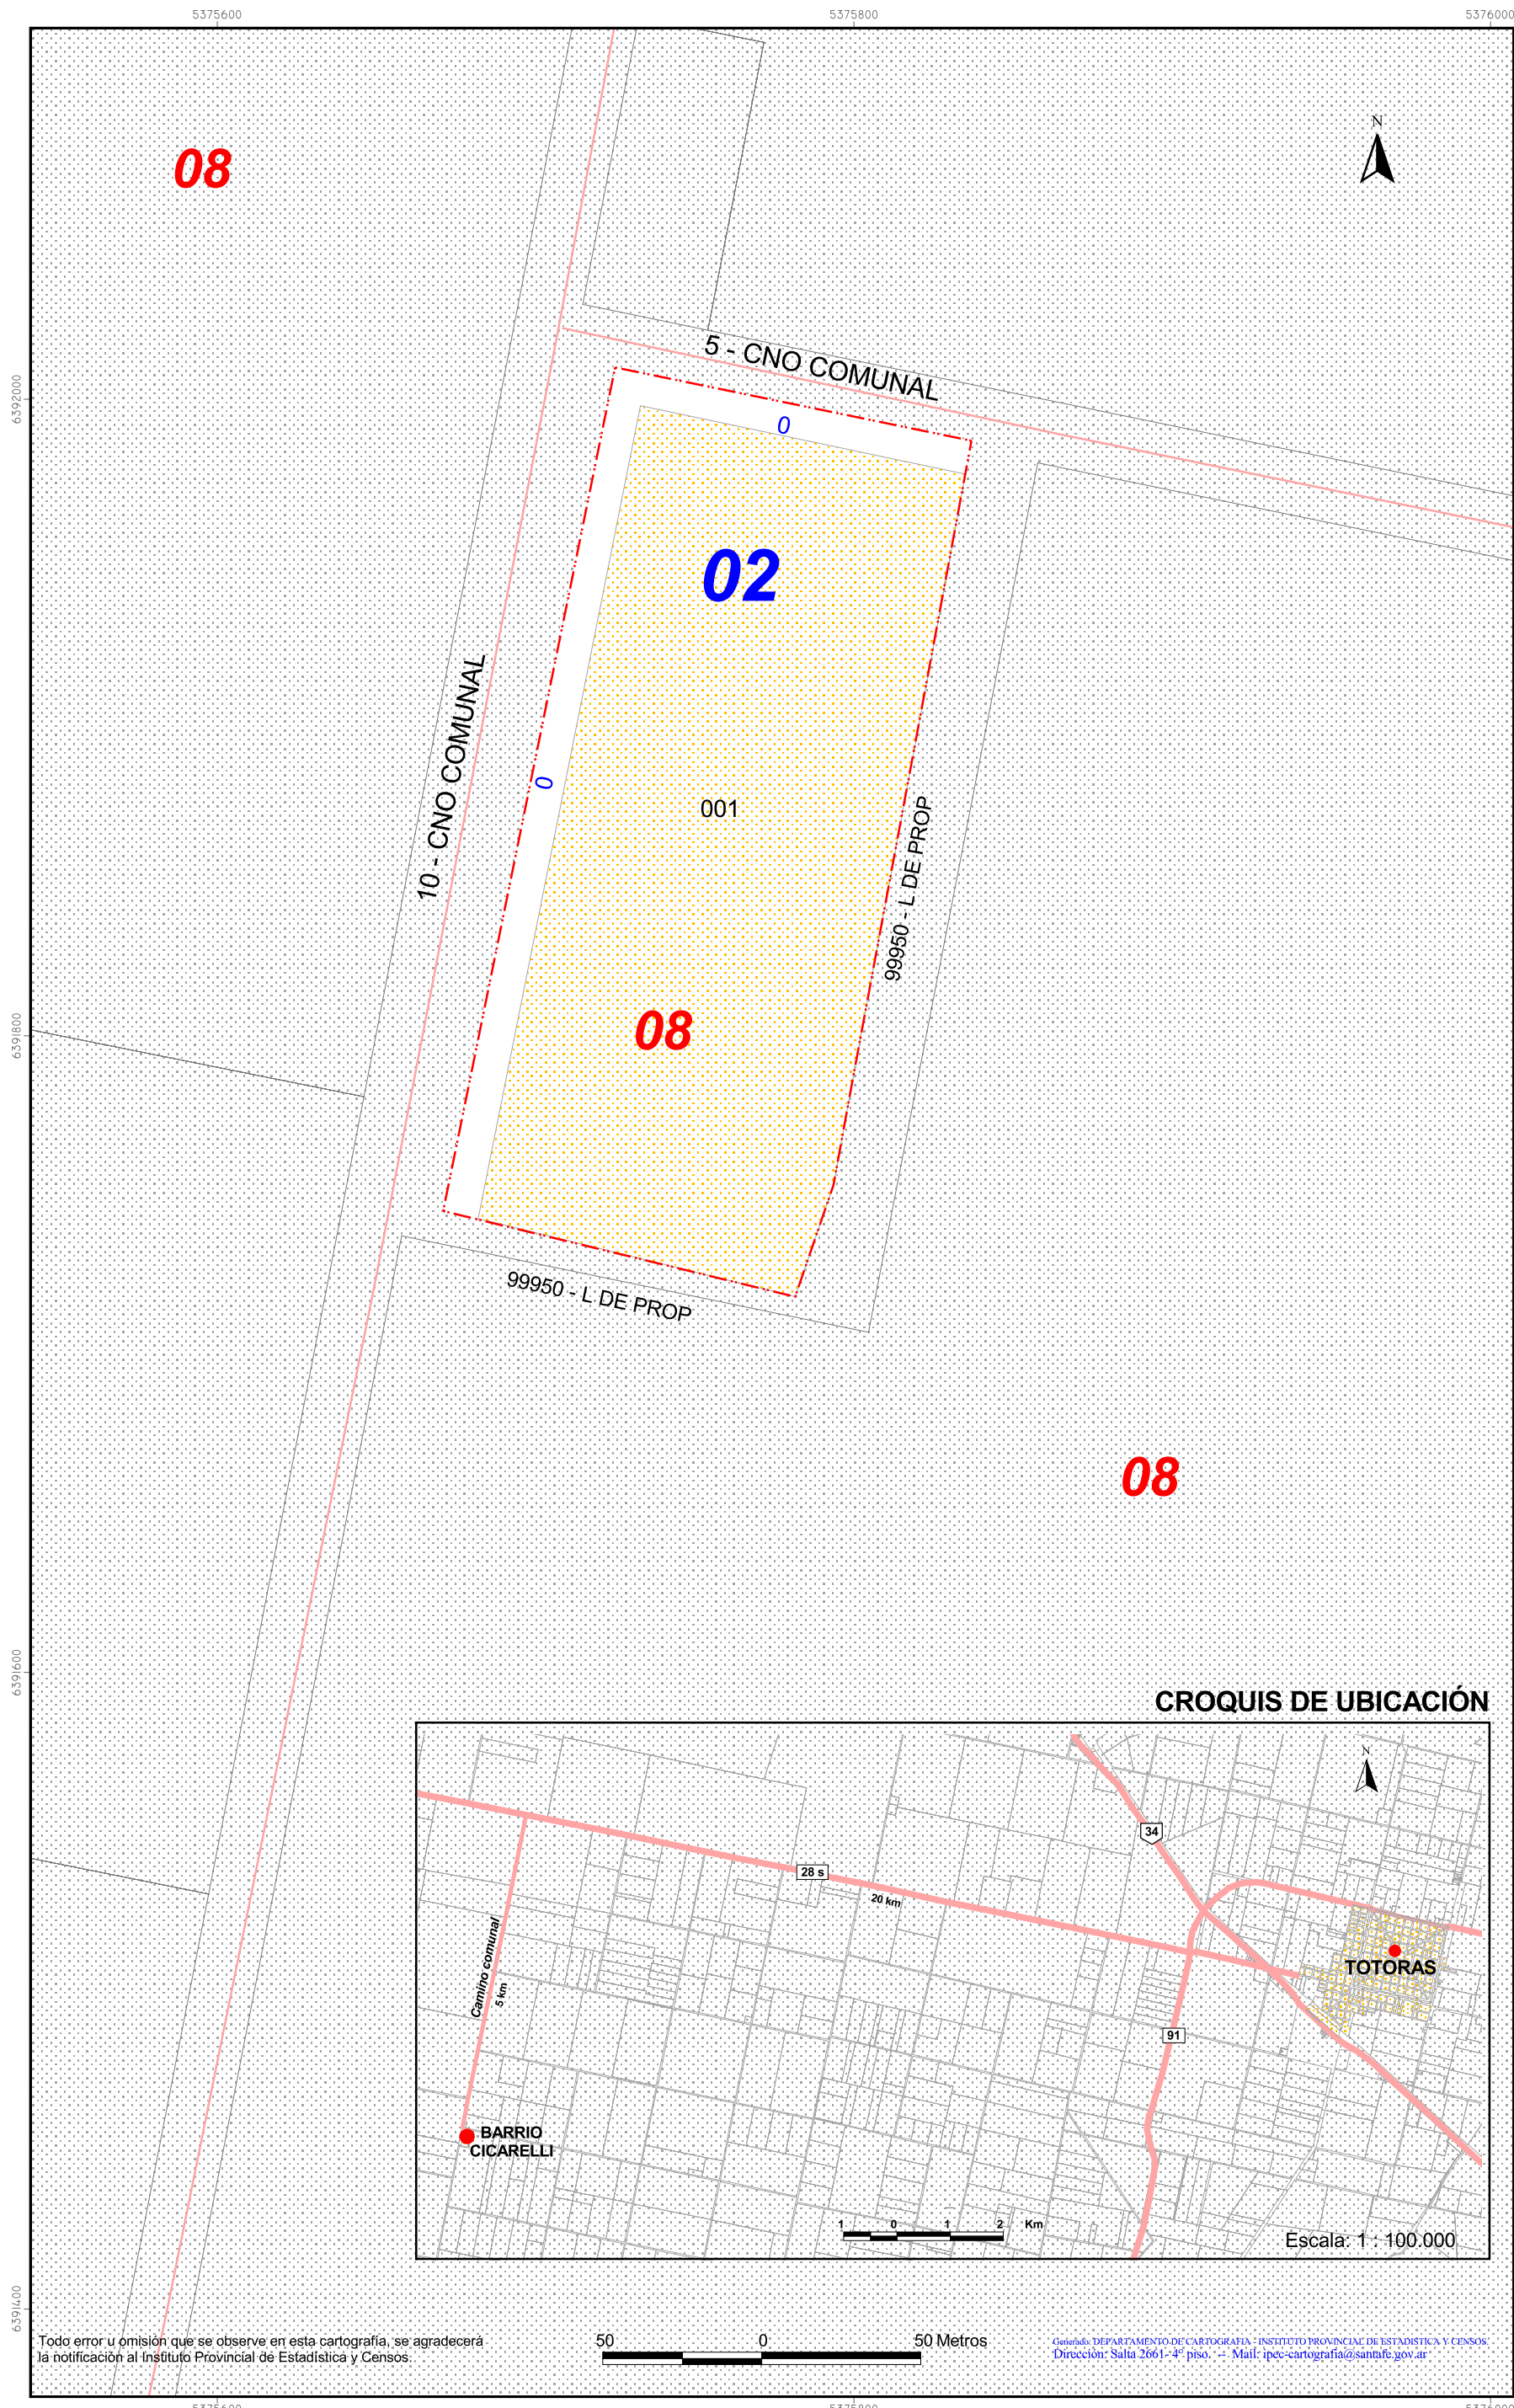 5375600
5375800
5376000
N
08
6392000
5 - CNO COMUNAL
0
02
10 - CNO COMUNAL
0
001
99950 - L DE PROP
6391800
08
99950 - L DE PROP
08
6391600
CROQUIS DE UBICACIÓN
N
34
28 s
20 km
Camino comunal
5 km
TOTORAS
91
BARRIO
CICARELLI
1 0 1 2 Km
Escala: 1 : 100.000
6391400
Todo error u omisión que se observe en esta cartografía, se agradecerá
la notificación al Instituto Provincial de Estadística y Censos.
50 0 50 Metros
Generado: DEPARTAMENTO DE CARTOGRAFIA - INSTITUTO PROVINCIAL DE ESTADISTICA Y CENSOS.
Dirección: Salta 2661- 4° piso. -- Mail: ipec-cartografia@santafe.gov.ar
5375600
5375800
5376000